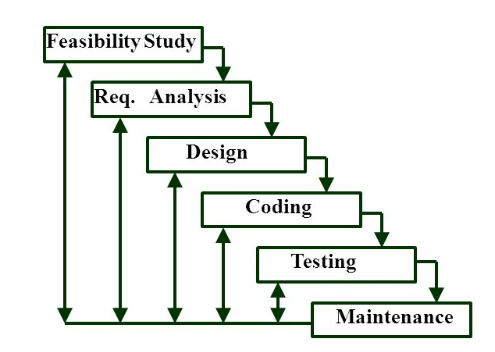 Feasibility Study
Req. Analysis
Design
Coding
Testing
Maintenance